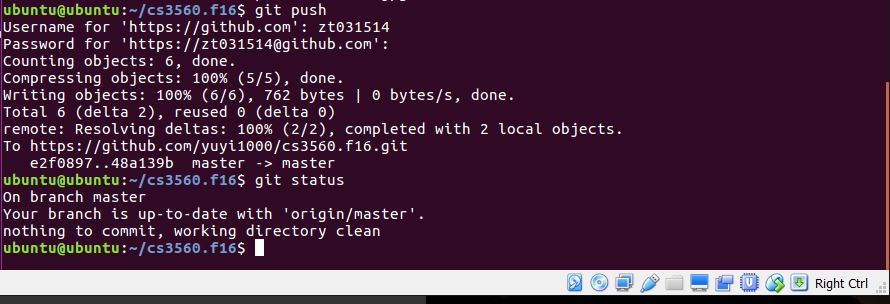 ubuntu@ubuntu:~/cs3560.f16$ git push
Username for 'https://github.com': zt031514
Password for 'https://zt031514@github.com':
Counting objects: 6, done.
Compressing objects: 100% (5/5), done.
Writing objects: 100% (6/6), 762 bytes | 0 bytes/s, done.
Total 6 (delta 2), reused 0 (delta 0)
remote: Resolving deltas: 100% (2/2), completed with 2 local objects.
To https://github.com/yuyi1000/cs3560.f16.git
   e2f0897..48a139b  master -> master
ubuntu@ubuntu:~/cs3560.f16$ git status
On branch master
Your branch is up-to-date with 'origin/master'.
nothing to commit, working directory clean
ubuntu@ubuntu:~/cs3560.f16$
Right Ctrl